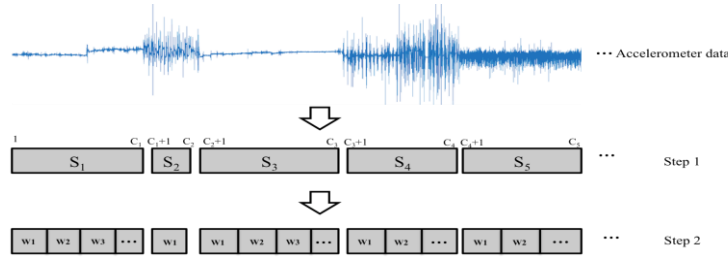 ··· Accelerometer data
1 C1 C1+1 C2 C2+1 C3 C3+1 C4 C4+1 C5
S1 S2 S3 S4 S5 ··· Step 1
W1 W2 W3 ··· W1 W1 W2 W3 ··· W1 W2 ··· W1 W2 ··· ··· Step 2